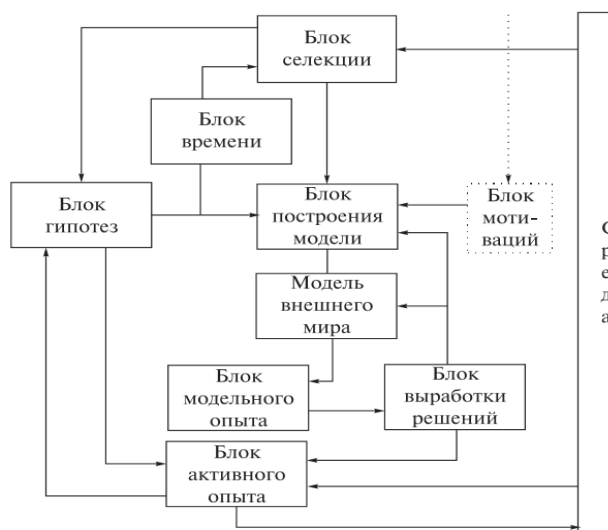 Блок
селекции
Блок
времени
Блок
гипотез
Блок
построения
модели
Блок
моти-
ваций
Модель
внешнего
мира
Блок
модельного
опыта
Блок
выработки
решений
Блок
активного
опыта